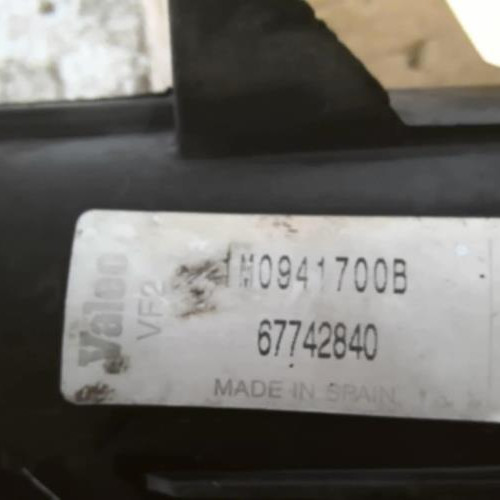 Valeo
VF2
1M0941700B
67742840
MADE IN SPAIN